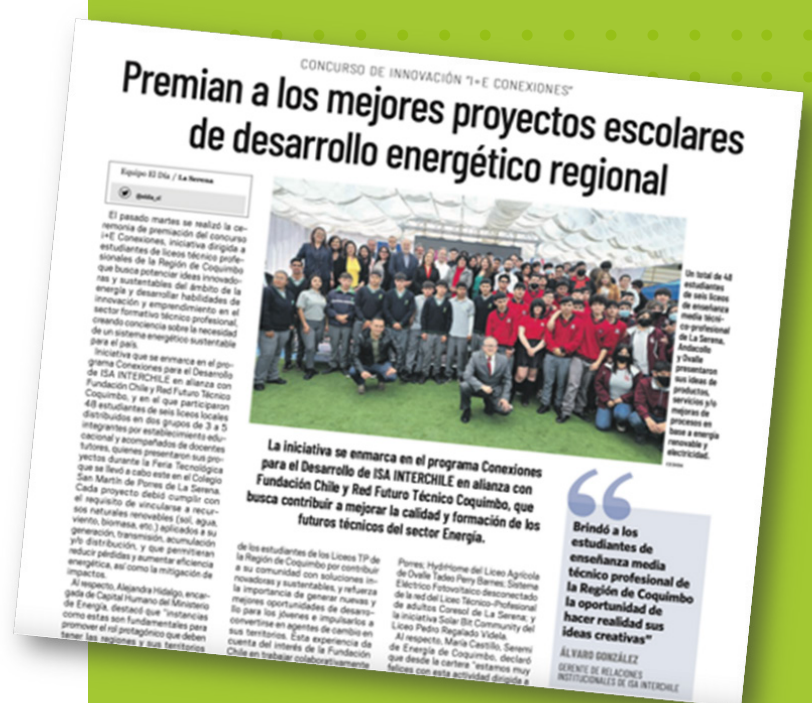 CONCURSO DE INNOVACIÓN "I+E CONEXIONES"
Premian a los mejores proyectos escolares
de desarrollo energético regional
Equipo El Día / La Serena
@eldia_cl
El pasado martes se realizó la ce-
remonia de premiación del concurso
i+E Conexiones, iniciativa dirigida a
estudiantes de liceos técnico profe-
sionales de la Región de Coquimbo
que busca potenciar ideas innovado-
ras y sustentables del ámbito de la
energía y desarrollar habilidades de
innovación y emprendimiento en el
sector formativo técnico profesional,
creando conciencia sobre la necesidad
de un sistema energético sustentable
para el país.
Iniciativa que se enmarca en el pro-
grama Conexiones para el Desarrollo
de ISA INTERCHILE en alianza con
Fundación Chile y Red Futuro Técnico
Coquimbo, y en el que participaron
48 estudiantes de seis liceos locales
distribuidos en dos grupos de 3 a 5
integrantes por establecimiento edu-
cacional y acompañados de docentes
tutores, quienes presentaron sus pro-
yectos durante la Feria Tecnológica
que se llevó a cabo este en el Colegio
San Martín de Porres de La Serena.
Cada proyecto debió cumplir con
el requisito de vincularse a recur-
sos naturales renovables (sol, agua,
viento, biomasa, etc.) aplicados a su
generación, transmisión, acumulación
y/o distribución, y que permitieran
reducir pérdidas y aumentar eficiencia
energética, así como la mitigación de
impactos.
Al respecto, Alejandra Hidalgo, encar-
gada de Capital Humano del Ministerio
de Energía, destacó que "instancias
como estas son fundamentales para
promover el rol protagónico que deben
tener las regiones y sus territorios
Un total de 48
estudiantes
de seis liceos
de enseñanza
media técni-
co-profesional
de La Serena,
Andacollo
y Ovalle
presentaron
sus ideas de
productos,
servicios y/o
mejoras de
procesos en
base a energía
renovable y
electricidad.
La iniciativa se enmarca en el programa Conexiones
para el Desarrollo de ISA INTERCHILE en alianza con
Fundación Chile y Red Futuro Técnico Coquimbo, que
busca contribuir a mejorar la calidad y formación de los
futuros técnicos del sector Energía.
de los estudiantes de los Liceos TP de
la Región de Coquimbo por contribuir
a su comunidad con soluciones in-
novadoras y sustentables, y refuerza
la importancia de generar nuevas y
mejores oportunidades de desarro-
llo para los jóvenes e impulsarlos a
convertirse en agentes de cambio en
sus territorios. Esta experiencia da
cuenta del interés de la Fundación
Chile en trabajar colaborativamente
Porres; HydrHome del Liceo Agrícola
de Ovalle Tadeo Perry Barnes; Sistema
Eléctrico Fotovoltaico desconectado
de la red del Liceo Técnico-Profesional
de adultos Coresol de La Serena; y
la iniciativa Solar Bit Community del
Liceo Pedro Regalado Videla.
Al respecto, María Castillo, Seremi
de Energía de Coquimbo, declaró
que desde la cartera "estamos muy
felices con esta actividad dirigida a
“
Brindó a los
estudiantes de
enseñanza media
técnico profesional de
la Región de Coquimbo
la oportunidad de
hacer realidad sus
ideas creativas"
ÁLVARO GONZÁLEZ
GERENTE DE RELACIONES
INSTITUCIONALES DE ISA INTERCHILE